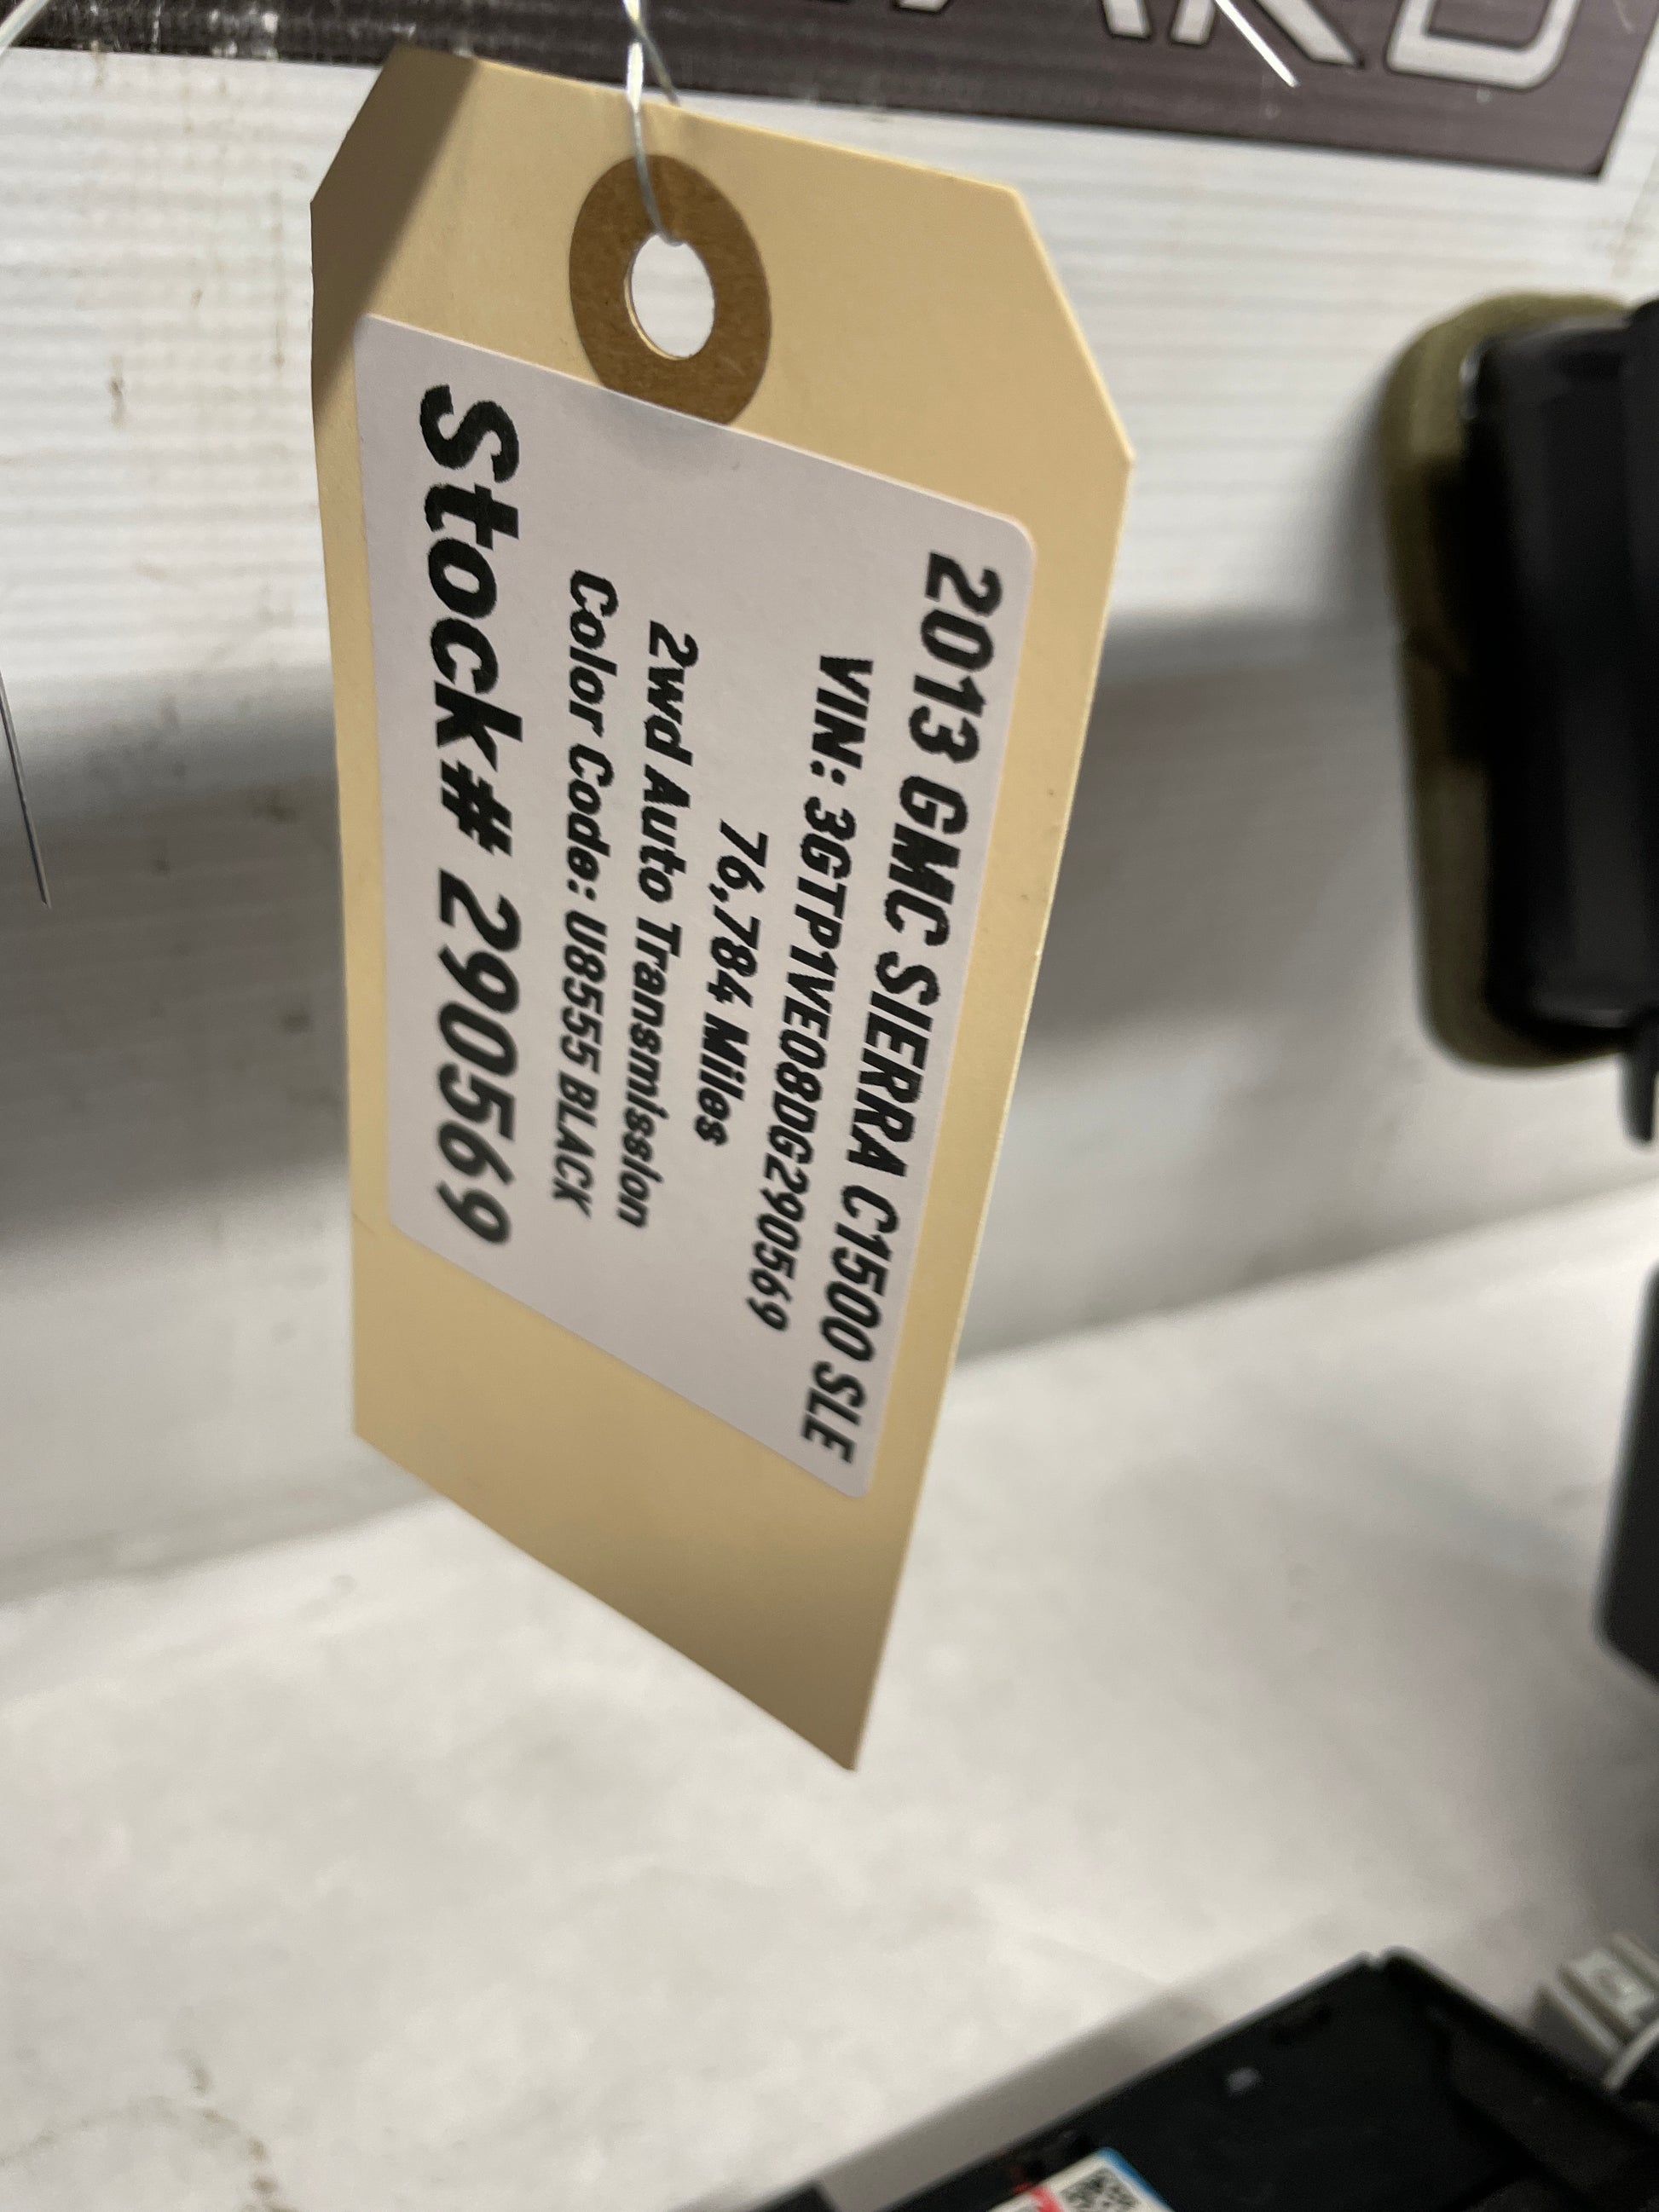 2013 GMC SIERRA C1500 SLE
VIN: 3GTP1VE08DG290569
76,784 Miles
2wd Auto Transmission
Color Code: U8555 BLACK
Stock# 290569